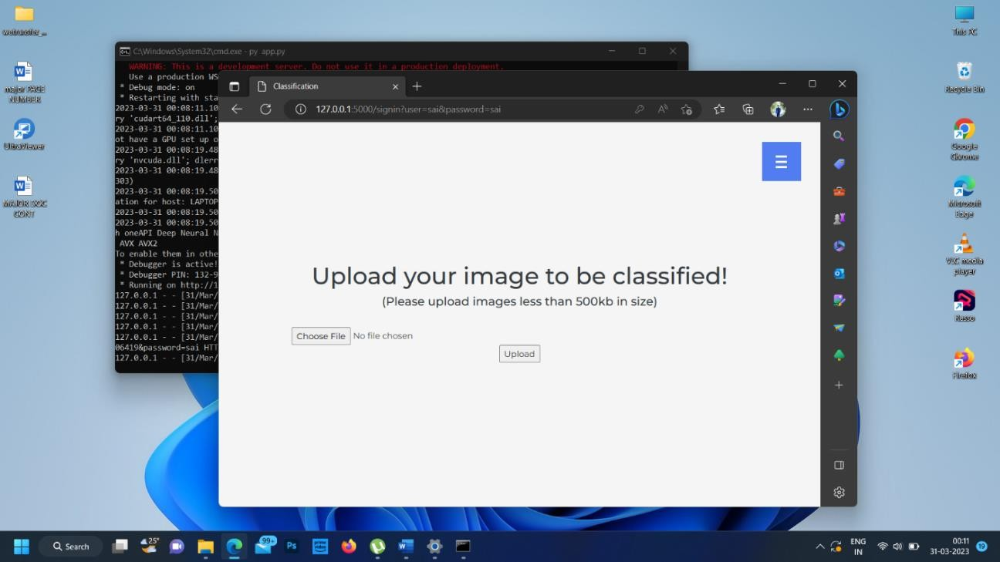 wetransfer_...
major PAGE
NUMBER
UltraViewer
MAJOR DOC
CONT
This PC
Recycle Bin
Google
Chrome
Microsoft
Edge
VLC media
player
Resso
Firefox
C:\Windows\System32\cmd.exe - py app.py
WARNING: This is a development server. Do not use it in a production deployment.
Use a production WS
* Debug mode: on
* Restarting with sta
2023-03-31 00:08:11.10
ry 'cudart64_110.dll';
2023-03-31 00:08:11.10
ot have a GPU set up o
2023-03-31 00:08:19.48
ry 'nvcuda.dll'; dlerr
2023-03-31 00:08:19.48
303)
2023-03-31 00:08:19.50
ation for host: LAPTOP
2023-03-31 00:08:19.50
2023-03-31 00:08:19.50
h oneAPI Deep Neural N
AVX AVX2
To enable them in othe
* Debugger is active!
* Debugger PIN: 132-9
* Running on http://1
127.0.0.1 - - [31/Mar/
127.0.0.1 - - [31/Mar/
127.0.0.1 - - [31/Mar/
127.0.0.1 - - [31/Mar/
127.0.0.1 - - [31/Mar/
06419&password=sai HTT
127.0.0.1 - - [31/Mar/
Classification
127.0.0.1:5000/signin?user=sai&password=sai
Upload your image to be classified!
(Please upload images less than 500kb in size)
Choose File No file chosen
Upload
Search
25°
99+
Ps
prime
video
ENG
IN
00:11
31-03-2023
19